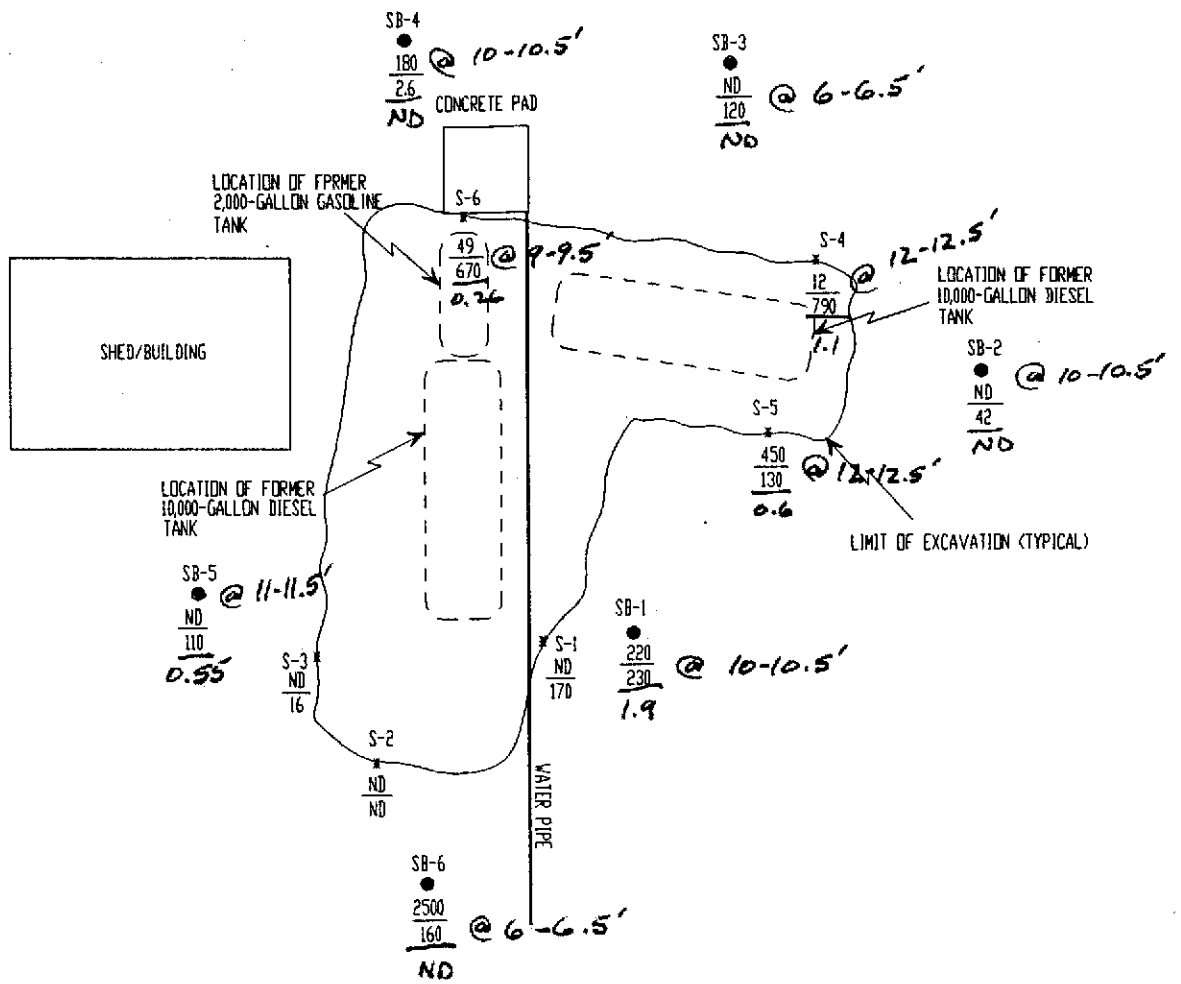 SB-4
180 @ 10-10.5'
2.6
ND
SB-3
ND @ 6-6.5'
120
ND
CONCRETE PAD
LOCATION OF FPRMER
2,000-GALLON GASOLINE
TANK
S-6
49 @ 9-9.5'
670
0.26
S-4
12 @ 12-12.5'
790
1.1
LOCATION OF FORMER
10,000-GALLON DIESEL
TANK
SHED/BUILDING
SB-2
ND @ 10-10.5'
42
ND
S-5
450 @ 12-12.5'
130
0.6
LOCATION OF FORMER
10,000-GALLON DIESEL
TANK
LIMIT OF EXCAVATION (TYPICAL)
SB-5
ND @ 11-11.5'
110
0.55
S-3
ND
16
S-1
ND
170
SB-1
220 @ 10-10.5'
230
1.9
S-2
ND
ND
WATER PIPE
SB-6
2500 @ 6-6.5'
160
ND